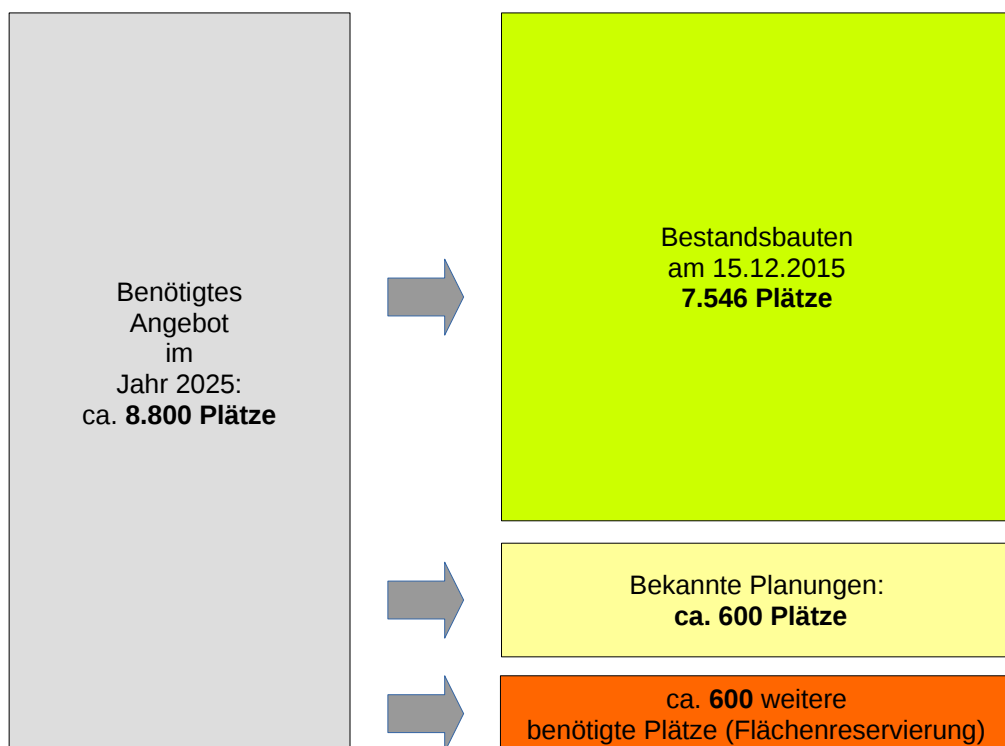 Benötigtes
Angebot
im
Jahr 2025:
ca. 8.800 Plätze
Bestandsbauten
am 15.12.2015
7.546 Plätze
Bekannte Planungen:
ca. 600 Plätze
ca. 600 weitere
benötigte Plätze (Flächenreservierung)